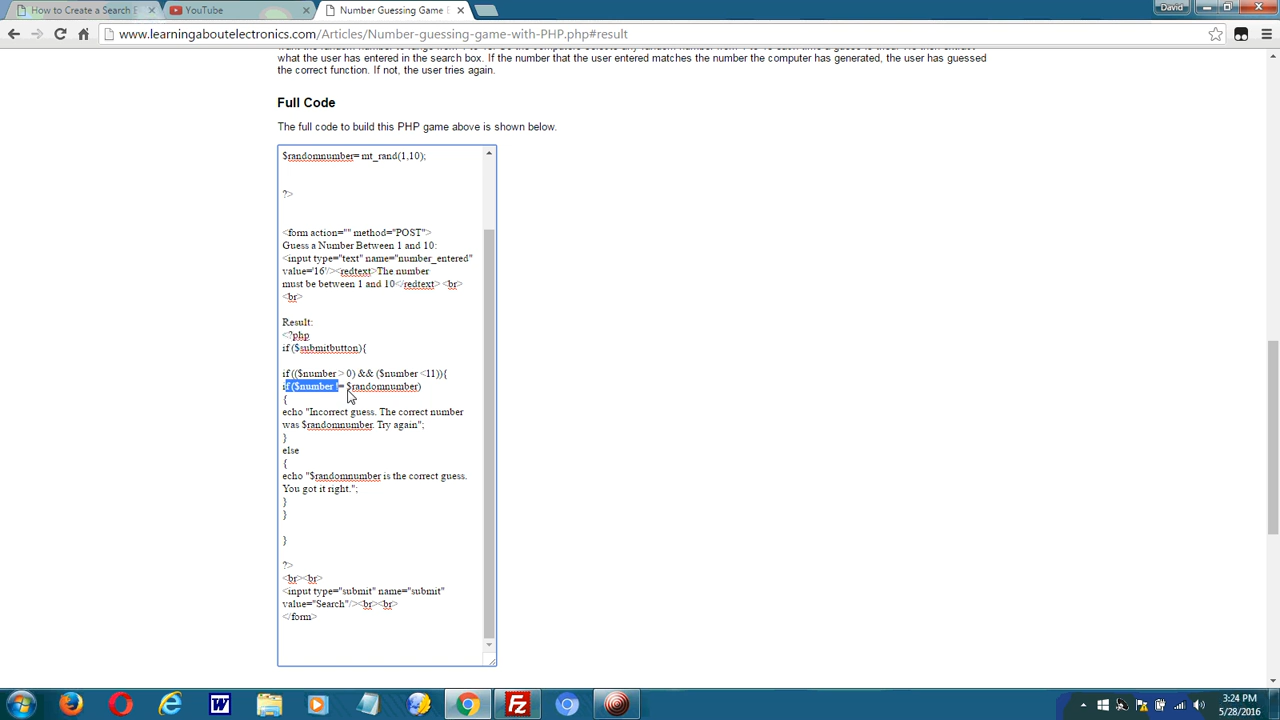 How to Create a Search B
YouTube
Number Guessing Game
David
www.learningaboutelectronics.com/Articles/Number-guessing-game-with-PHP.php#result
what the user has entered in the search box. If the number that the user entered matches the number the computer has generated, the user has guessed
the correct function. If not, the user tries again.
Full Code
The full code to build this PHP game above is shown below.
$randomnumber= mt_rand(1,10);
?>
<form action="" method="POST">
Guess a Number Between 1 and 10:
<input type="text" name="number_entered"
value='16'/><redtext>The number
must be between 1 and 10</redtext> <br>
<br>
Result:
<?php
if ($submitbutton){
if (($number > 0) && ($number <11)){
if ($number != $randomnumber)
{
echo "Incorrect guess. The correct number
was $randomnumber. Try again";
}
else
{
echo "$randomnumber is the correct guess.
You got it right.";
}
}
}
?>
<br><br>
<input type="submit" name="submit"
value="Search"/><br><br>
</form>
3:24 PM
5/28/2016